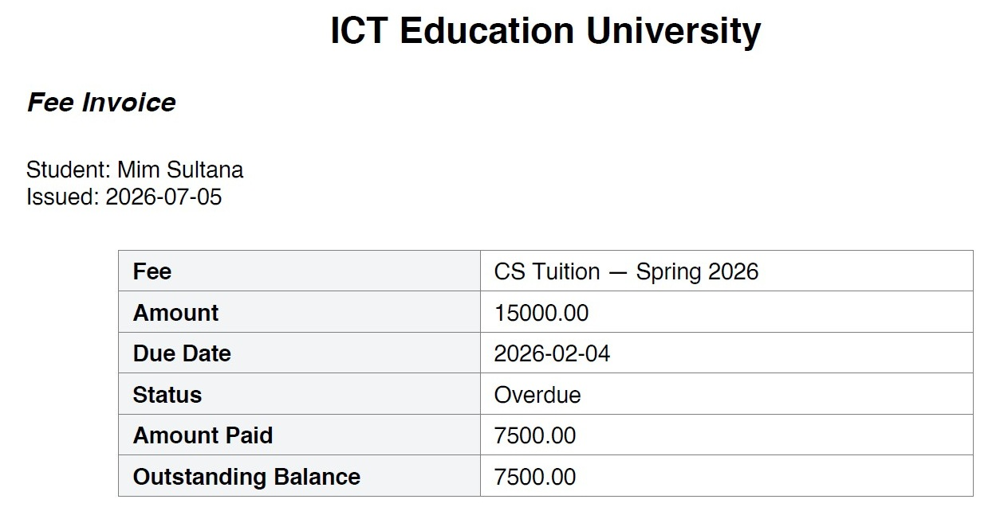 ICT Education University
Fee Invoice
Student: Mim Sultana
Issued: 2026-07-05
Fee CS Tuition — Spring 2026
Amount 15000.00
Due Date 2026-02-04
Status Overdue
Amount Paid 7500.00
Outstanding Balance 7500.00